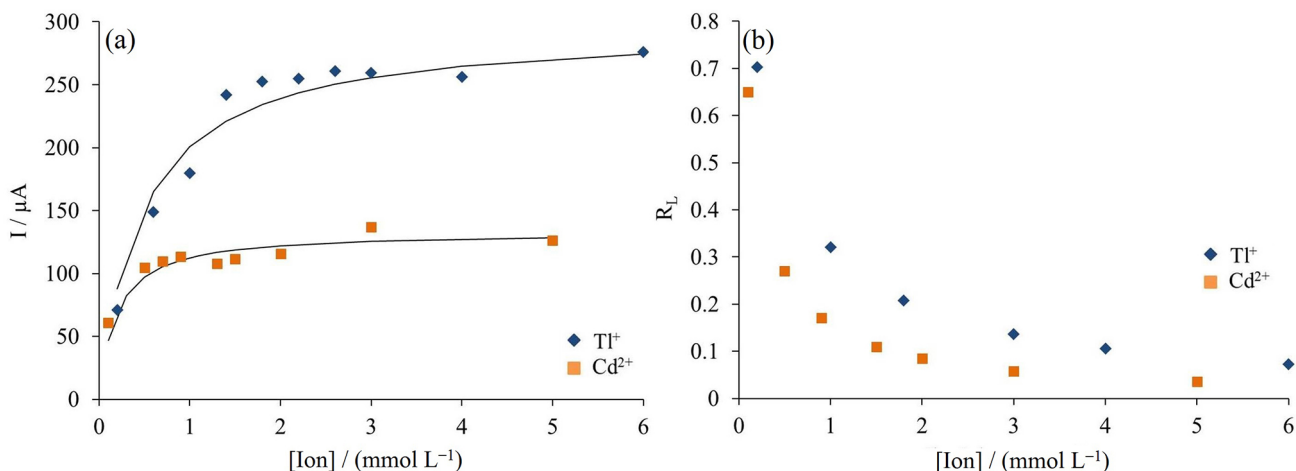 (a)
I / µA
300
250
200
150
100
50
0
0 1 2 3 4 5 6
[Ion] / (mmol L⁻¹)
Tl⁺
Cd²⁺
(b)
R_L
0.8
0.7
0.6
0.5
0.4
0.3
0.2
0.1
0
0 1 2 3 4 5 6
[Ion] / (mmol L⁻¹)
Tl⁺
Cd²⁺